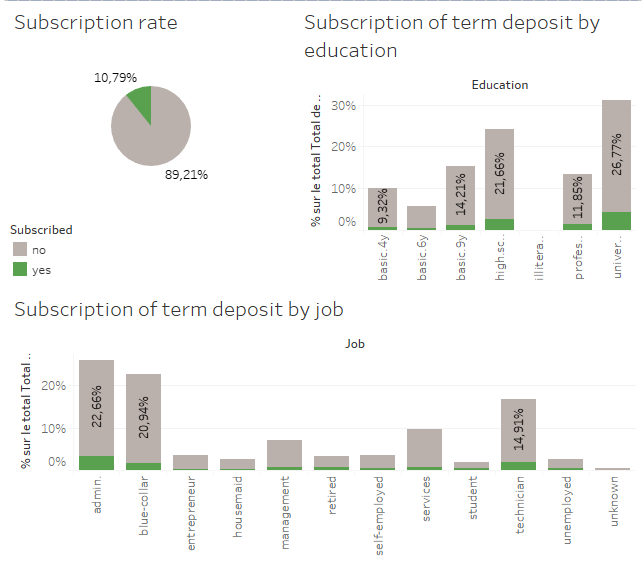 Subscription rate
10,79%
89,21%
Subscribed
no
yes
Subscription of term deposit by
education
Education
% sur le total Total de ..
30%
20%
10%
0%
9,32%
14,21%
21,66%
11,85%
26,77%
basic.4y
basic.6y
basic.9y
high.sc..
illitera..
profes..
univer..
Subscription of term deposit by job
Job
% sur le total Total ..
20%
10%
0%
22,66%
20,94%
14,91%
admin.
blue-collar
entrepreneur
housemaid
management
retired
self-employed
services
student
technician
unemployed
unknown